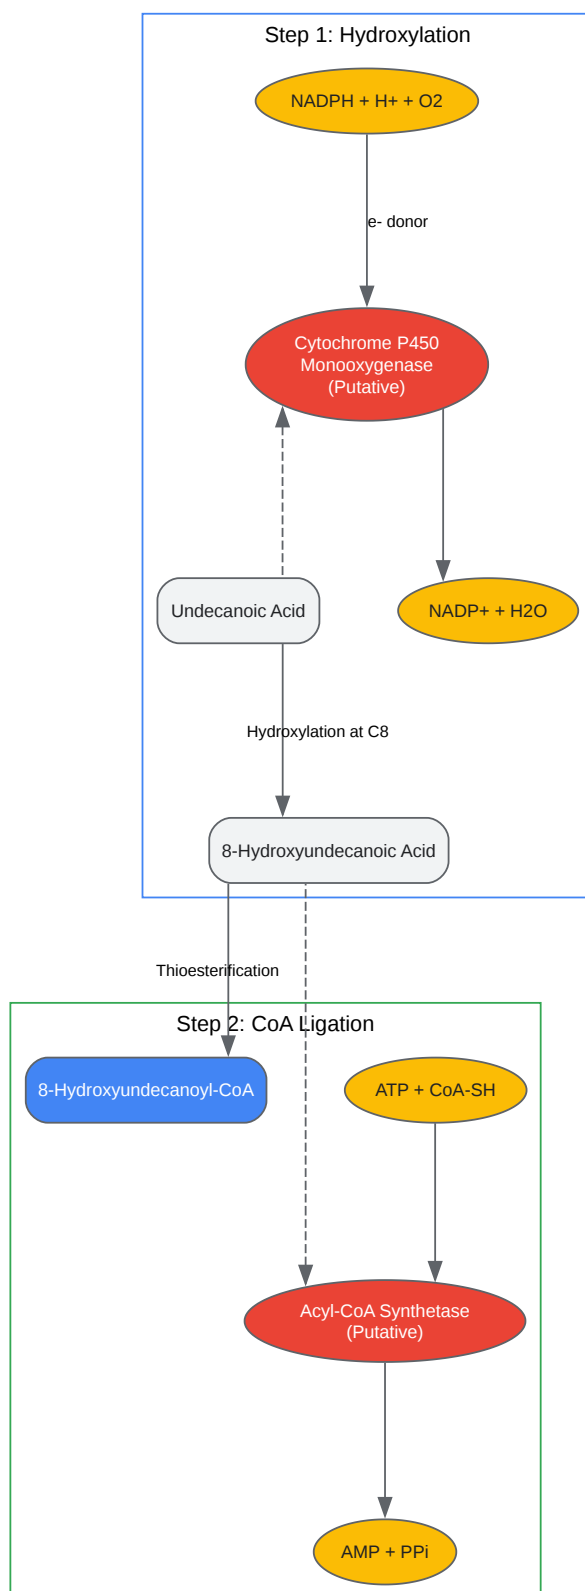 Step 1: Hydroxylation
NADPH + H+ + O2
e- donor
Cytochrome P450
Monooxygenase
(Putative)
Undecanoic Acid
NADP+ + H2O
Hydroxylation at C8
8-Hydroxyundecanoic Acid
Thioesterification
Step 2: CoA Ligation
8-Hydroxyundecanoyl-CoA
ATP + CoA-SH
Acyl-CoA Synthetase
(Putative)
AMP + PPi